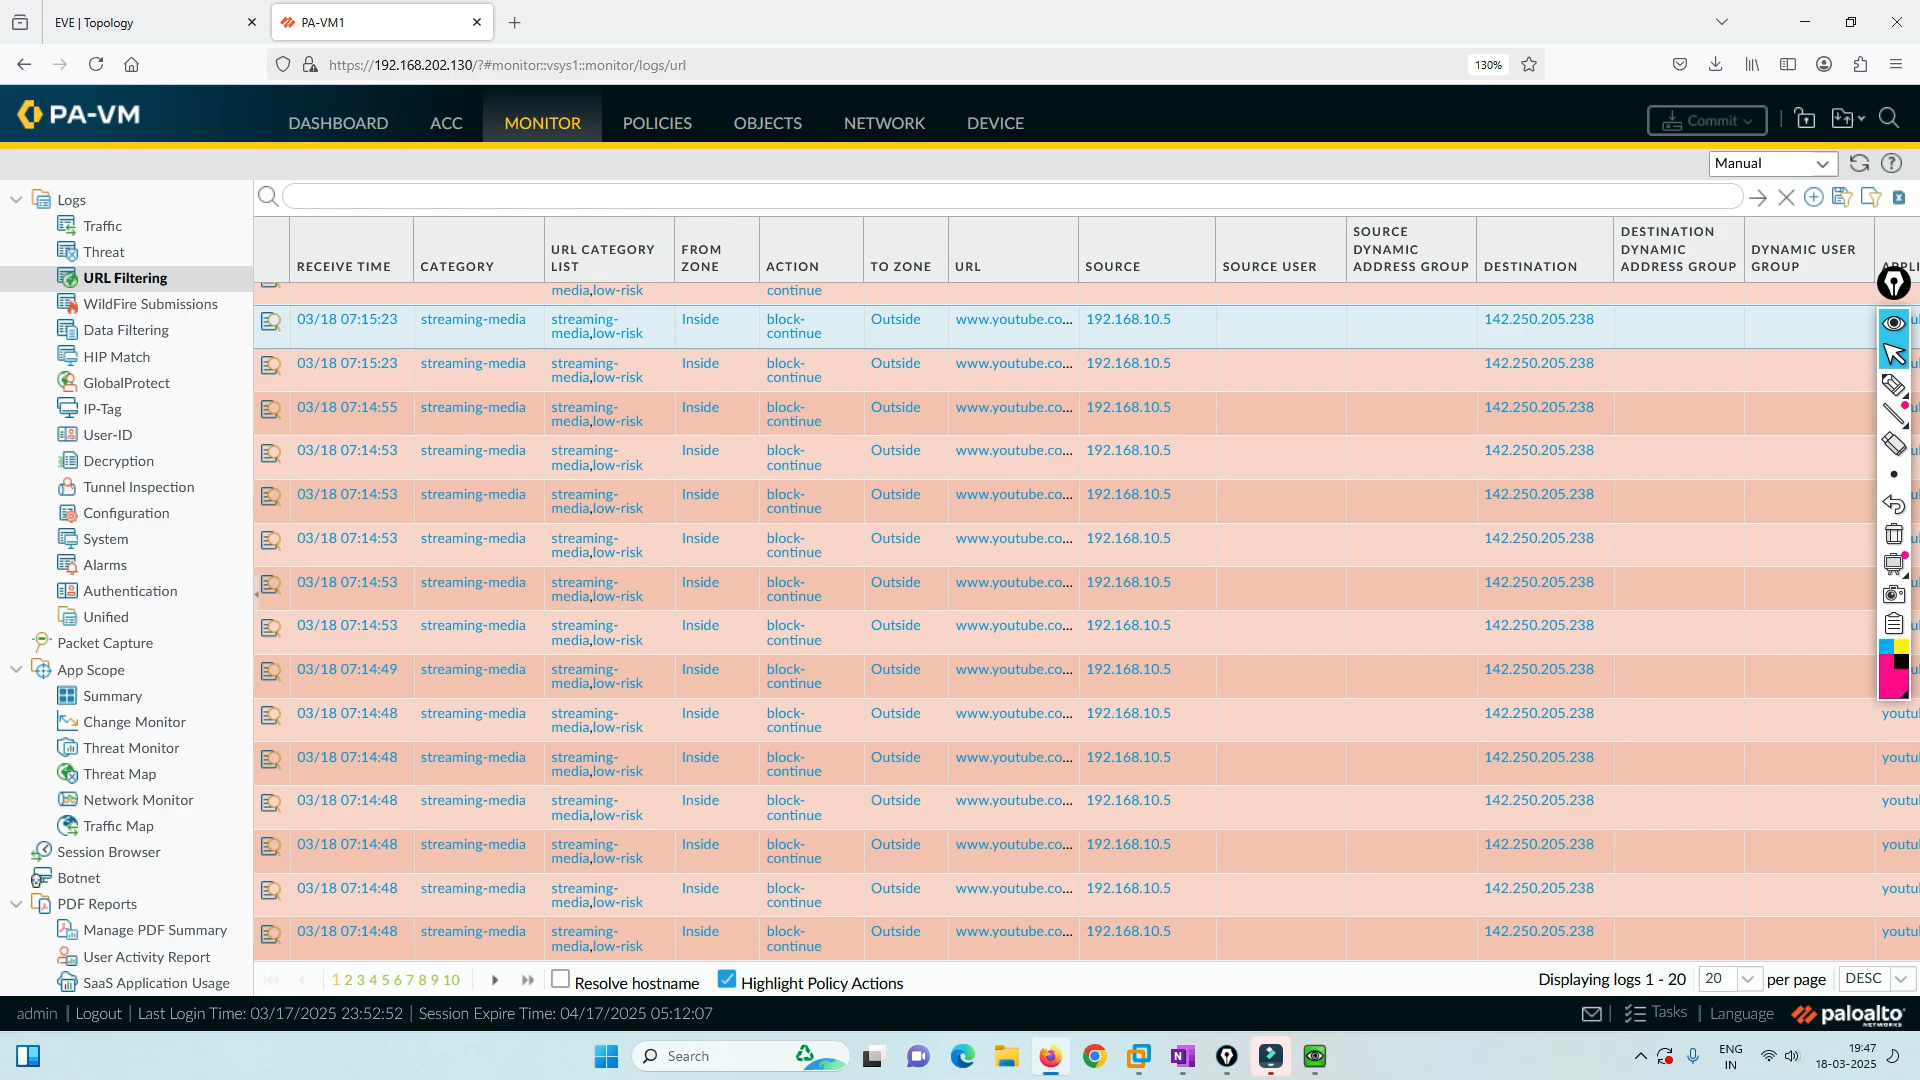 EVE | Topology
PA-VM1
https://192.168.202.130/?#monitor::vsys1::monitor/logs/url
130%
PA-VM
DASHBOARD
ACC
MONITOR
POLICIES
OBJECTS
NETWORK
DEVICE
Commit
Manual
Logs
Traffic
Threat
URL Filtering
WildFire Submissions
Data Filtering
HIP Match
GlobalProtect
IP-Tag
User-ID
Decryption
Tunnel Inspection
Configuration
System
Alarms
Authentication
Unified
Packet Capture
App Scope
Summary
Change Monitor
Threat Monitor
Threat Map
Network Monitor
Traffic Map
Session Browser
Botnet
PDF Reports
Manage PDF Summary
User Activity Report
SaaS Application Usage
RECEIVE TIME CATEGORY URL CATEGORY LIST FROM ZONE ACTION TO ZONE URL SOURCE SOURCE USER SOURCE DYNAMIC ADDRESS GROUP DESTINATION DESTINATION DYNAMIC ADDRESS GROUP DYNAMIC USER GROUP APPLI
media,low-risk continue
03/18 07:15:23 streaming-media streaming-media,low-risk Inside block-continue Outside www.youtube.co... 192.168.10.5 142.250.205.238
03/18 07:15:23 streaming-media streaming-media,low-risk Inside block-continue Outside www.youtube.co... 192.168.10.5 142.250.205.238
03/18 07:14:55 streaming-media streaming-media,low-risk Inside block-continue Outside www.youtube.co... 192.168.10.5 142.250.205.238
03/18 07:14:53 streaming-media streaming-media,low-risk Inside block-continue Outside www.youtube.co... 192.168.10.5 142.250.205.238
03/18 07:14:53 streaming-media streaming-media,low-risk Inside block-continue Outside www.youtube.co... 192.168.10.5 142.250.205.238
03/18 07:14:53 streaming-media streaming-media,low-risk Inside block-continue Outside www.youtube.co... 192.168.10.5 142.250.205.238
03/18 07:14:53 streaming-media streaming-media,low-risk Inside block-continue Outside www.youtube.co... 192.168.10.5 142.250.205.238
03/18 07:14:53 streaming-media streaming-media,low-risk Inside block-continue Outside www.youtube.co... 192.168.10.5 142.250.205.238
03/18 07:14:49 streaming-media streaming-media,low-risk Inside block-continue Outside www.youtube.co... 192.168.10.5 142.250.205.238
03/18 07:14:48 streaming-media streaming-media,low-risk Inside block-continue Outside www.youtube.co... 192.168.10.5 142.250.205.238 youtu
03/18 07:14:48 streaming-media streaming-media,low-risk Inside block-continue Outside www.youtube.co... 192.168.10.5 142.250.205.238 youtul
03/18 07:14:48 streaming-media streaming-media,low-risk Inside block-continue Outside www.youtube.co... 192.168.10.5 142.250.205.238 youtul
03/18 07:14:48 streaming-media streaming-media,low-risk Inside block-continue Outside www.youtube.co... 192.168.10.5 142.250.205.238 youtul
03/18 07:14:48 streaming-media streaming-media,low-risk Inside block-continue Outside www.youtube.co... 192.168.10.5 142.250.205.238 youtul
03/18 07:14:48 streaming-media streaming-media,low-risk Inside block-continue Outside www.youtube.co... 192.168.10.5 142.250.205.238 youtul
1 2 3 4 5 6 7 8 9 10
Resolve hostname
Highlight Policy Actions
Displaying logs 1 - 20
20
per page
DESC
admin | Logout | Last Login Time: 03/17/2025 23:52:52 | Session Expire Time: 04/17/2025 05:12:07
Tasks | Language
paloalto
NETWORKS
Search
ENG
IN
19:47
18-03-2025